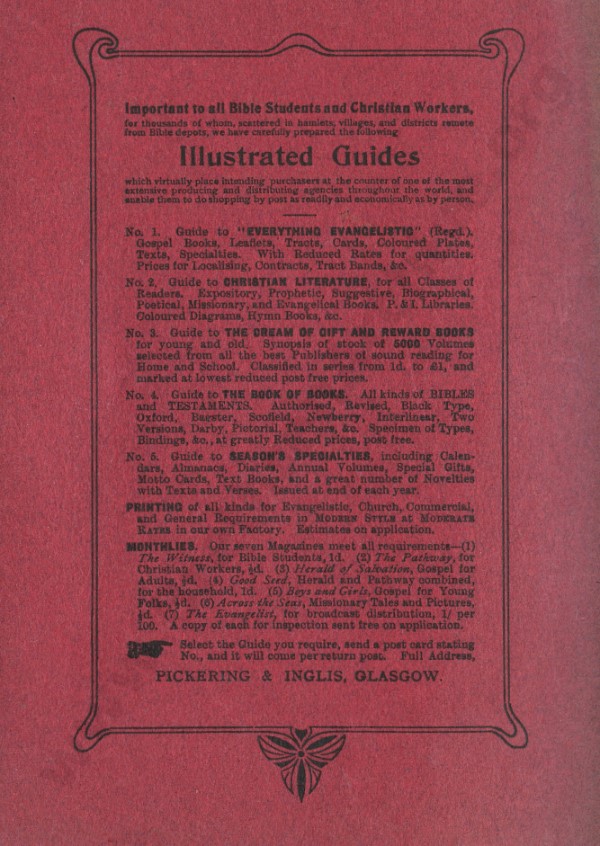 Important to all Bible Students and Christian Workers,
for thousands of whom, scattered in hamlets, villages, and districts remote
from Bible depots, we have carefully prepared the following
Illustrated Guides
which virtually place intending purchasers at the counter of one of the most
extensive producing and distributing agencies throughout the world, and
enable them to do shopping by post as readily and economically as by person.
No. 1. Guide to "EVERYTHING EVANGELISTIC" (Regd.).
Gospel Books, Leaflets, Tracts, Cards, Coloured Plates,
Texts, Specialties. With Reduced Rates for quantities.
Prices for Localising, Contracts, Tract Bands, &c.
No. 2. Guide to CHRISTIAN LITERATURE, for all Classes of
Readers. Expository, Prophetic, Suggestive, Biographical,
Poetical, Missionary, and Evangelical Books. P. & I. Libraries.
Coloured Diagrams, Hymn Books, &c.
No. 3. Guide to THE CREAM OF GIFT AND REWARD BOOKS
for young and old. Synopsis of stock of 5000 Volumes
selected from all the best Publishers of sound reading for
Home and School. Classified in series from 1d. to £1, and
marked at lowest reduced post free prices.
No. 4. Guide to THE BOOK OF BOOKS. All kinds of BIBLES
and TESTAMENTS. Authorised, Revised, Black Type,
Oxford, Bagster, Scofield, Newberry, Interlinear, Two
Versions, Darby, Pictorial, Teachers, &c. Specimen of Types,
Bindings, &c., at greatly Reduced prices, post free.
No. 5. Guide to SEASON'S SPECIALTIES, including Calen-
dars, Almanacs, Diaries, Annual Volumes, Special Gifts,
Motto Cards, Text Books, and a great number of Novelties
with Texts and Verses. Issued at end of each year.
PRINTING of all kinds for Evangelistic, Church, Commercial,
and General Requirements in MODERN STYLE at MODERATE
RATES in our own Factory. Estimates on application.
MONTHLIES. Our seven Magazines meet all requirements—(1)
The Witness, for Bible Students, 1d. (2) The Pathway, for
Christian Workers, ½d. (3) Herald of Salvation, Gospel for
Adults, ½d. (4) Good Seed, Herald and Pathway combined,
for the household, 1d. (5) Boys and Girls, Gospel for Young
Folks, ½d. (6) Across the Seas, Missionary Tales and Pictures,
½d. (7) The Evangelist, for broadcast distribution, 1/ per
100. A copy of each for inspection sent free on application.
Select the Guide you require, send a post card stating
No., and it will come per return post. Full Address,
PICKERING & INGLIS, GLASGOW.